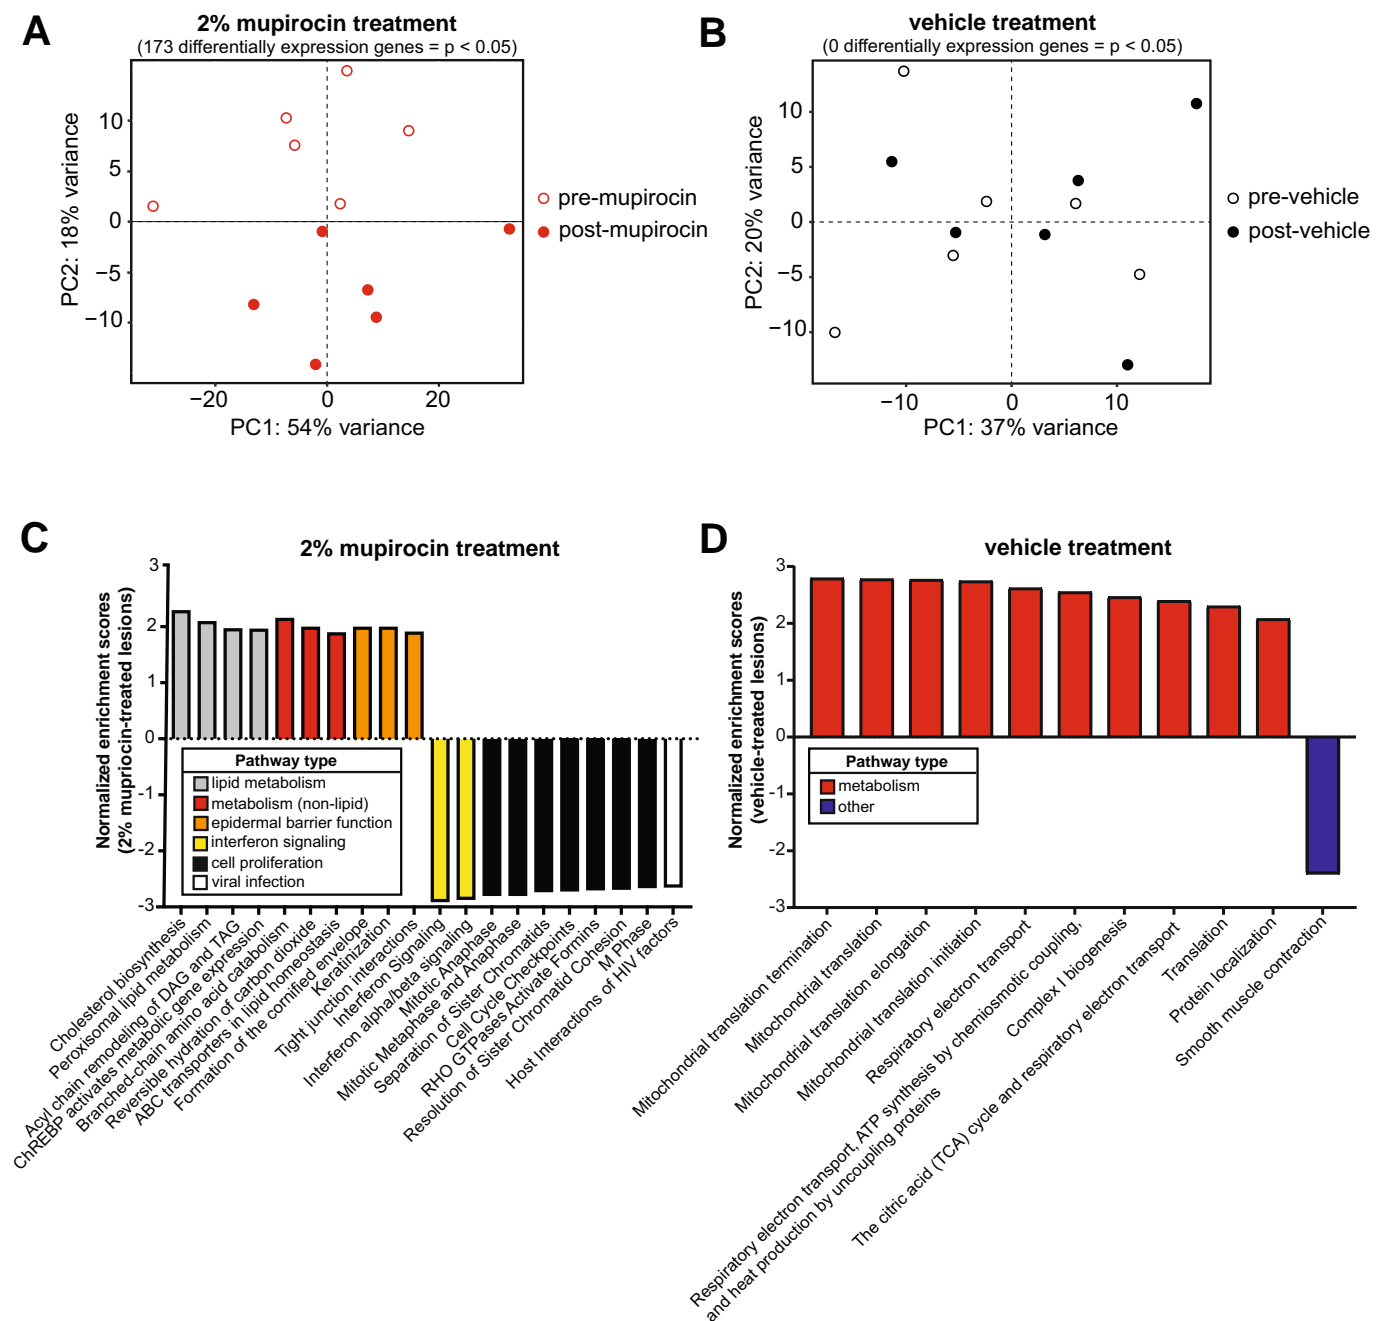 A
2% mupirocin treatment
(173 differentially expression genes = p < 0.05)
10
5
0
−5
−10
PC2: 18% variance
−20
0
20
PC1: 54% variance
pre-mupirocin
post-mupirocin
B
vehicle treatment
(0 differentially expression genes = p < 0.05)
10
5
0
−5
−10
PC2: 20% variance
−10
0
10
PC1: 37% variance
pre-vehicle
post-vehicle
C
2% mupirocin treatment
Normalized enrichment scores
(2% mupriocin-treated lesions)
3
2
1
0
-1
-2
-3
Pathway type
lipid metabolism
metabolism (non-lipid)
epidermal barrier function
interferon signaling
cell proliferation
viral infection
Cholesterol biosynthesis
Peroxisomal lipid metabolism
Acyl chain remodeling of DAG and TAG
ChREBP activates metabolic gene expression
Branched-chain amino acid catabolism
Reversible hydration of carbon dioxide
ABC transporters in lipid homeostasis
Formation of the cornified envelope
Keratinization
Tight junction interactions
Interferon Signaling
Interferon alpha/beta signaling
Mitotic Anaphase
Mitotic Metaphase and Anaphase
Separation of Sister Chromatids
Cell Cycle Checkpoints
RHO GTPases Activate Formins
Resolution of Sister Chromatid Cohesion
M Phase
Host Interactions of HIV factors
D
vehicle treatment
Normalized enrichment scores
(vehicle-treated lesions)
3
2
1
0
-1
-2
-3
Pathway type
metabolism
other
Mitochondrial translation termination
Mitochondrial translation
Mitochondrial translation elongation
Mitochondrial translation initiation
Respiratory electron transport
Respiratory electron transport, ATP synthesis by chemiosmotic coupling,
and heat production by uncoupling proteins
Complex I biogenesis
The citric acid (TCA) cycle and respiratory electron transport
Translation
Protein localization
Smooth muscle contraction